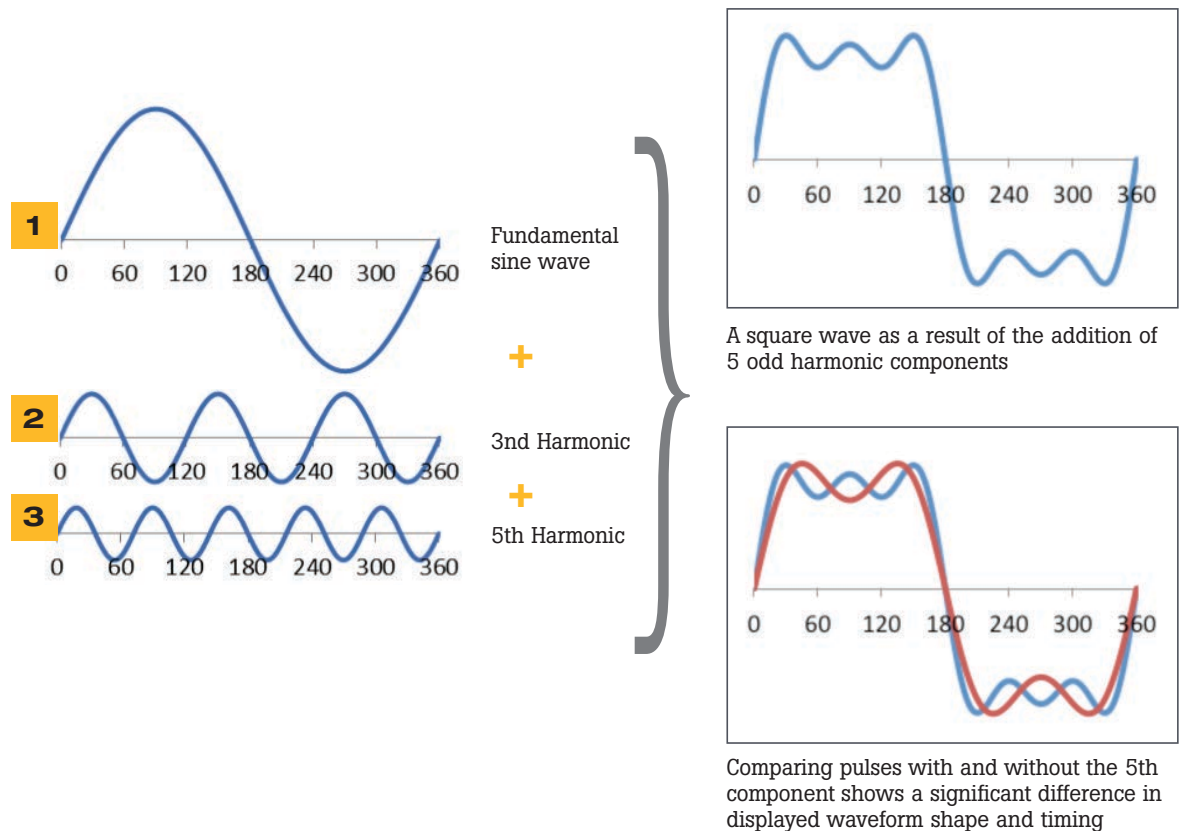 1
0 60 120 180 240 300 360
Fundamental
sine wave
+
2
0 60 120 180 240 300 360
3nd Harmonic
+
3
0 60 120 180 240 300 360
5th Harmonic
0 60 120 180 240 300 360
A square wave as a result of the addition of
5 odd harmonic components
0 60 120 180 240 300 360
Comparing pulses with and without the 5th
component shows a significant difference in
displayed waveform shape and timing